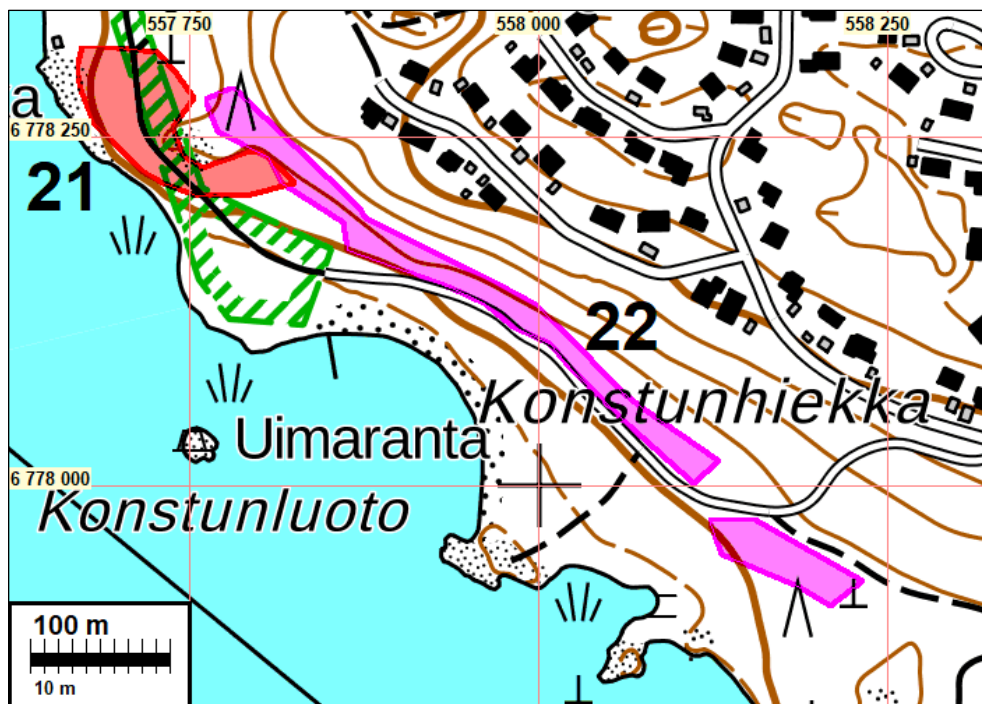 557 750
558 000
558 250
a
6 778 250
21
22
Konstunhiekka
Uimaranta
6 778 000
Konstunluoto
100 m
10 m